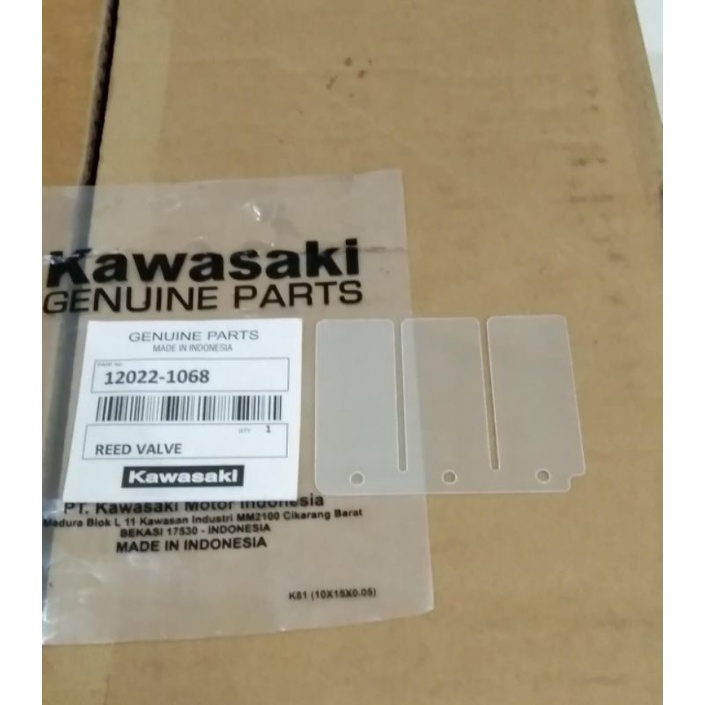 Kawasaki
GENUINE PARTS
GENUINE PARTS
MADE IN INDONESIA
12022-1068
QTY 1
REED VALVE
Kawasaki
PT. Kawasaki Motor Indonesia
Madura Blok L 11 Kawasan Industri MM2100 Cikarang Barat
BEKASI 17530 - INDONESIA
MADE IN INDONESIA
K81 (10X15X0.05)